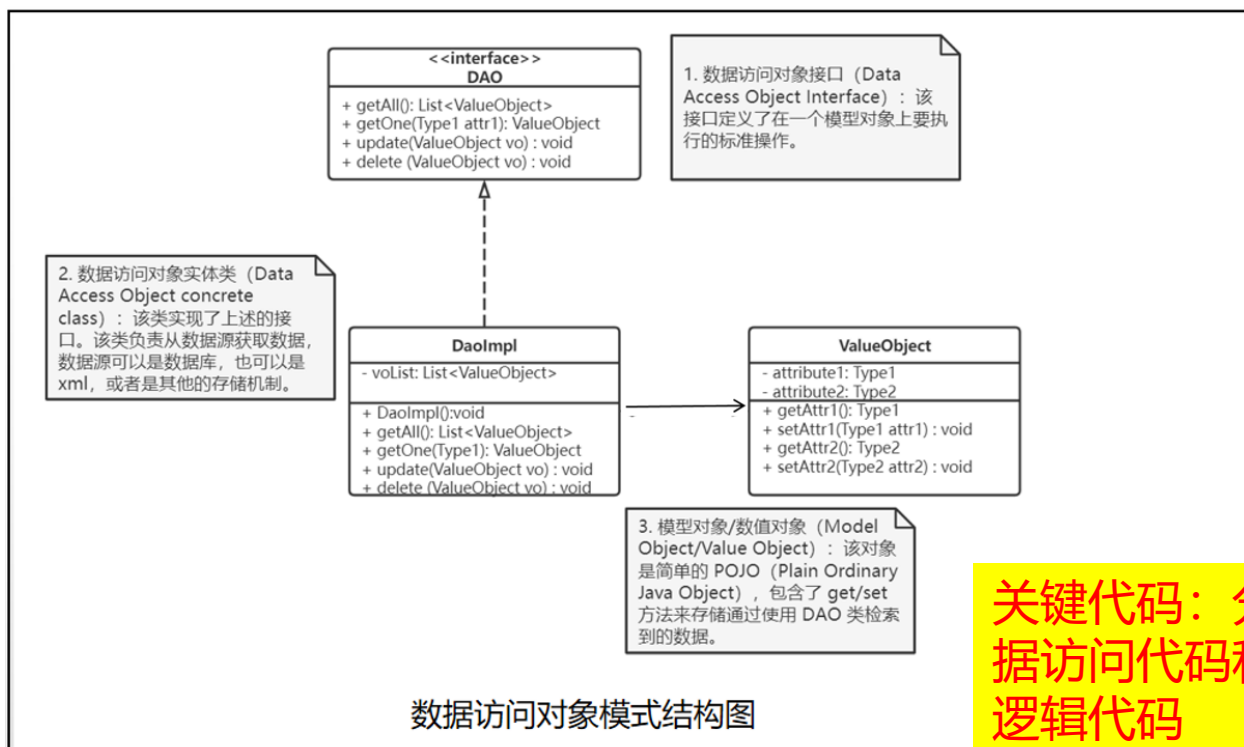 <<interface>>
DAO
+ getAll(): List<ValueObject>
+ getOne(Type1 attr1): ValueObject
+ update(ValueObject vo) : void
+ delete (ValueObject vo) : void
1. 数据访问对象接口（Data
Access Object Interface）：该
接口定义了在一个模型对象上要执
行的标准操作。
2. 数据访问对象实体类（Data
Access Object concrete
class）：该类实现了上述的接
口。该类负责从数据源获取数据，
数据源可以是数据库，也可以是
xml，或者是其他的存储机制。
DaoImpl
- voList: List<ValueObject>
+ DaoImpl():void
+ getAll(): List<ValueObject>
+ getOne(Type1): ValueObject
+ update(ValueObject vo) : void
+ delete (ValueObject vo) : void
ValueObject
- attribute1: Type1
- attribute2: Type2
+ getAttr1(): Type1
+ setAttr1(Type1 attr1) : void
+ getAttr2(): Type2
+ setAttr2(Type2 attr2) : void
3. 模型对象/数值对象（Model
Object/Value Object）：该对象
是简单的 POJO（Plain Ordinary
Java Object），包含了 get/set
方法来存储通过使用 DAO 类检索
到的数据。
关键代码：
据访问代码
逻辑代码
数据访问对象模式结构图